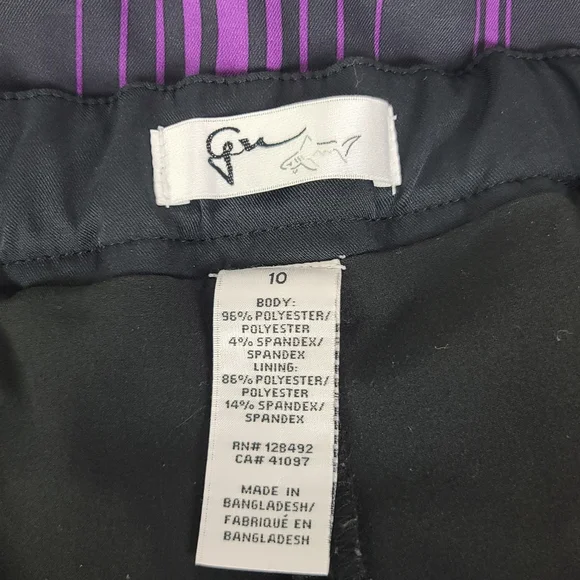 10
BODY:
96% POLYESTER/
POLYESTER
4% SPANDEX/
SPANDEX
LINING:
86% POLYESTER/
POLYESTER
14% SPANDEX/
SPANDEX
RN# 128492
CA# 41097
MADE IN
BANGLADESH/
FABRIQUÉ EN
BANGLADESH